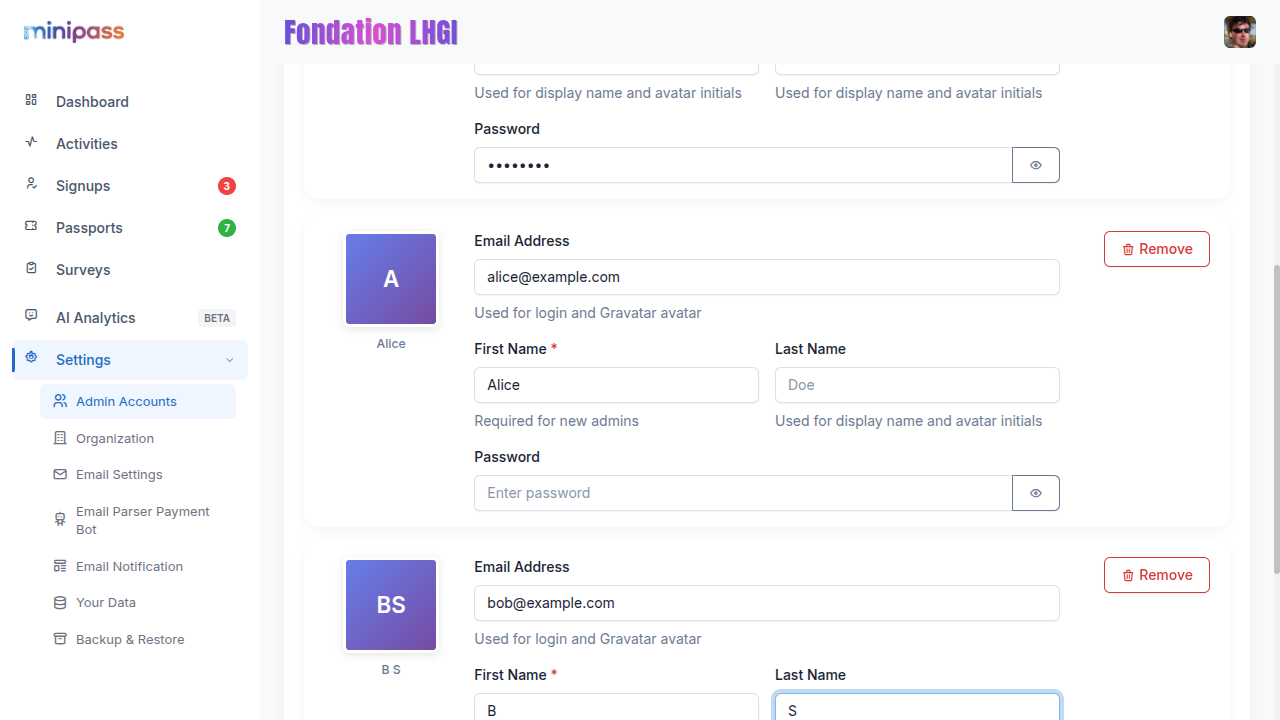 minipass
Fondation LHGI
Dashboard
Activities
Signups 3
Passports 7
Surveys
AI Analytics BETA
Settings
Admin Accounts
Organization
Email Settings
Email Parser Payment
Bot
Email Notification
Your Data
Backup & Restore
Used for display name and avatar initials Used for display name and avatar initials
Password
••••••••
A
Alice
Email Address
Remove
alice@example.com
Used for login and Gravatar avatar
First Name * Last Name
Alice Doe
Required for new admins Used for display name and avatar initials
Password
Enter password
BS
B S
Email Address
Remove
bob@example.com
Used for login and Gravatar avatar
First Name * Last Name
B S